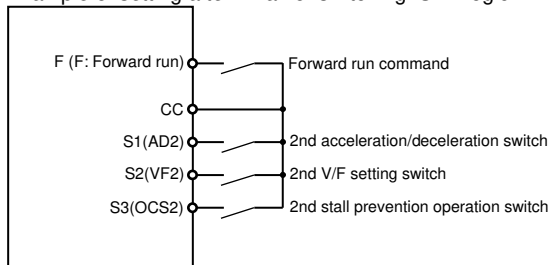 F (F: Forward run) Forward run command
CC
S1(AD2) 2nd acceleration/deceleration switch
S2(VF2) 2nd V/F setting switch
S3(OCS2) 2nd stall prevention operation switch